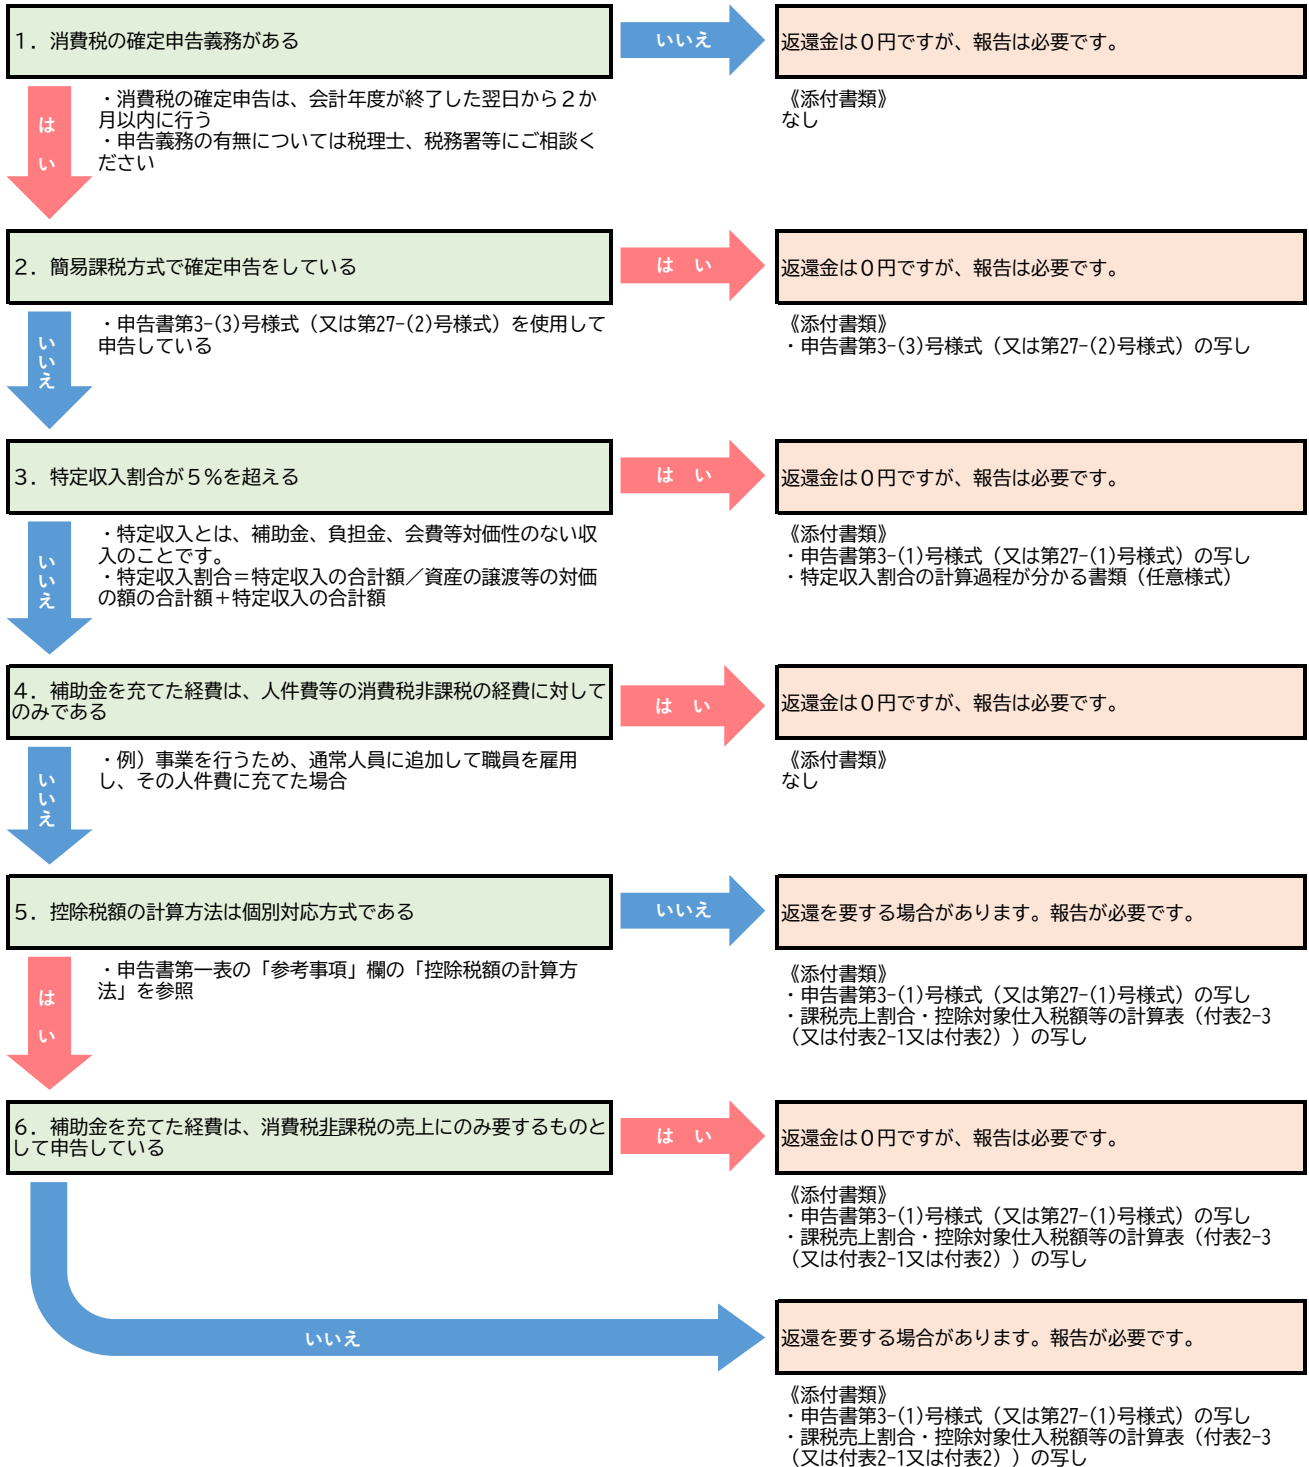 １．消費税の確定申告義務がある
いいえ
返還金は０円ですが、報告は必要です。
はい
・消費税の確定申告は、会計年度が終了した翌日から２か
月以内に行う
・申告義務の有無については税理士、税務署等にご相談く
ださい
《添付書類》
なし
２．簡易課税方式で確定申告をしている
はい
返還金は０円ですが、報告は必要です。
いいえ
・申告書第3-(3)号様式（又は第27-(2)号様式）を使用して
申告している
《添付書類》
・申告書第3-(3)号様式（又は第27-(2)号様式）の写し
３．特定収入割合が５％を超える
はい
返還金は０円ですが、報告は必要です。
いいえ
・特定収入とは、補助金、負担金、会費等対価性のない収
入のことです。
・特定収入割合＝特定収入の合計額／資産の譲渡等の対価
の額の合計額＋特定収入の合計額
《添付書類》
・申告書第3-(1)号様式（又は第27-(1)号様式）の写し
・特定収入割合の計算過程が分かる書類（任意様式）
４．補助金を充てた経費は、人件費等の消費税非課税の経費に対して
のみである
はい
返還金は０円ですが、報告は必要です。
いいえ
・例）事業を行うため、通常人員に追加して職員を雇用
し、その人件費に充てた場合
《添付書類》
なし
５．控除税額の計算方法は個別対応方式である
いいえ
返還を要する場合があります。報告が必要です。
はい
・申告書第一表の「参考事項」欄の「控除税額の計算方
法」を参照
《添付書類》
・申告書第3-(1)号様式（又は第27-(1)号様式）の写し
・課税売上割合・控除対象仕入税額等の計算表（付表2-3
（又は付表2-1又は付表2））の写し
６．補助金を充てた経費は、消費税非課税の売上にのみ要するものと
して申告している
はい
返還金は０円ですが、報告は必要です。
《添付書類》
・申告書第3-(1)号様式（又は第27-(1)号様式）の写し
・課税売上割合・控除対象仕入税額等の計算表（付表2-3
（又は付表2-1又は付表2））の写し
いいえ
返還を要する場合があります。報告が必要です。
《添付書類》
・申告書第3-(1)号様式（又は第27-(1)号様式）の写し
・課税売上割合・控除対象仕入税額等の計算表（付表2-3
（又は付表2-1又は付表2））の写し